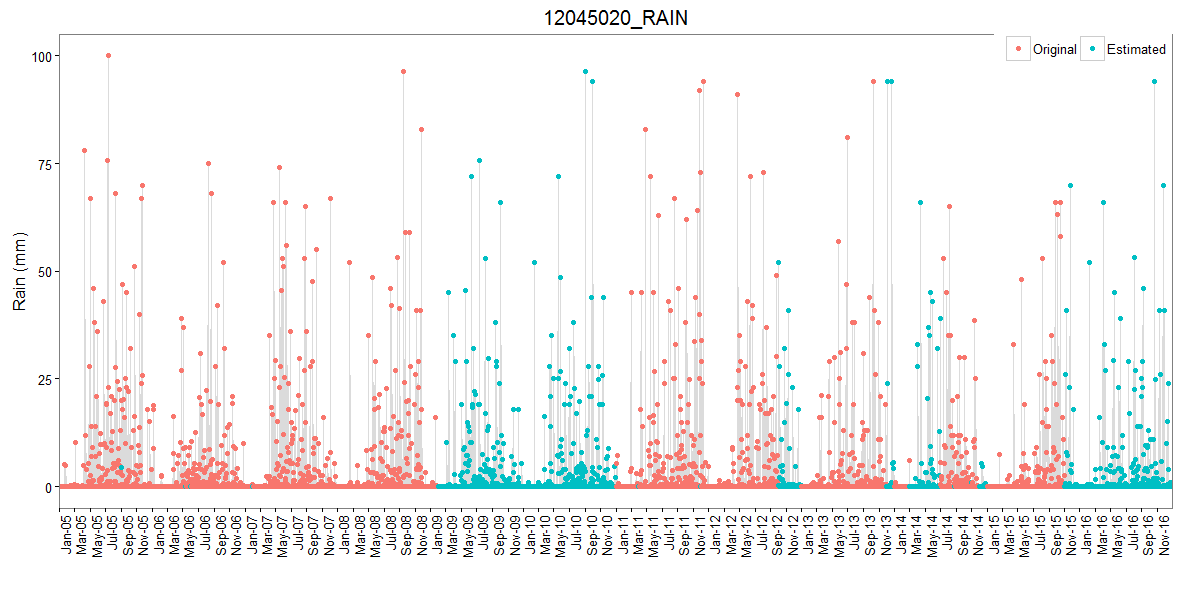 12045020_RAIN
Original Estimated
Rain (mm)
100
75
50
25
0
Jan-05 Mar-05 May-05 Jul-05 Sep-05 Nov-05 Jan-06 Mar-06 May-06 Jul-06 Sep-06 Nov-06 Jan-07 Mar-07 May-07 Jul-07 Sep-07 Nov-07 Jan-08 Mar-08 May-08 Jul-08 Sep-08 Nov-08 Jan-09 Mar-09 May-09 Jul-09 Sep-09 Nov-09 Jan-10 Mar-10 May-10 Jul-10 Sep-10 Nov-10 Jan-11 Mar-11 May-11 Jul-11 Sep-11 Nov-11 Jan-12 Mar-12 May-12 Jul-12 Sep-12 Nov-12 Jan-13 Mar-13 May-13 Jul-13 Sep-13 Nov-13 Jan-14 Mar-14 May-14 Jul-14 Sep-14 Nov-14 Jan-15 Mar-15 May-15 Jul-15 Sep-15 Nov-15 Jan-16 Mar-16 May-16 Jul-16 Sep-16 Nov-16